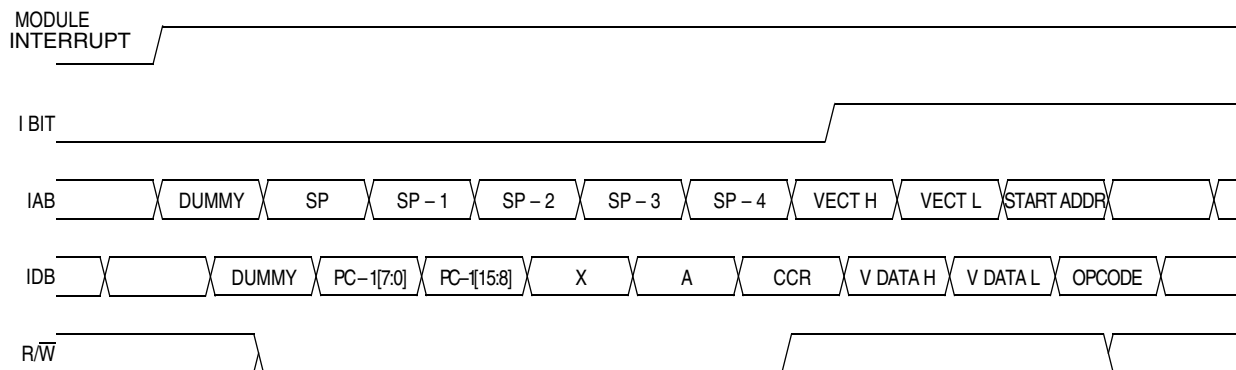 MODULE
INTERRUPT
I BIT
IAB DUMMY SP SP – 1 SP – 2 SP – 3 SP – 4 VECT H VECT L START ADDR
IDB DUMMY PC – 1[7:0] PC–1[15:8] X A CCR V DATA H V DATA L OPCODE
R/W̅